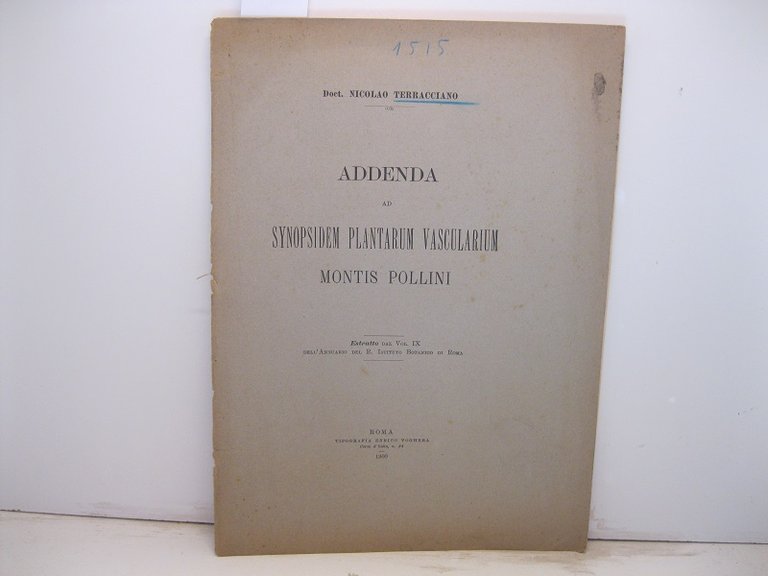 1515
Doct. NICOLAO TERRACCIANO
ADDENDA
AD
SYNOPSIDEM PLANTARUM VASCULARIUM
MONTIS POLLINI
Estratto DAL VOL. IX
DELL'ANNUARIO DEL R. ISTITUTO BOTANICO DI ROMA
ROMA
TIPOGRAFIA ENRICO VOGHERA
1900